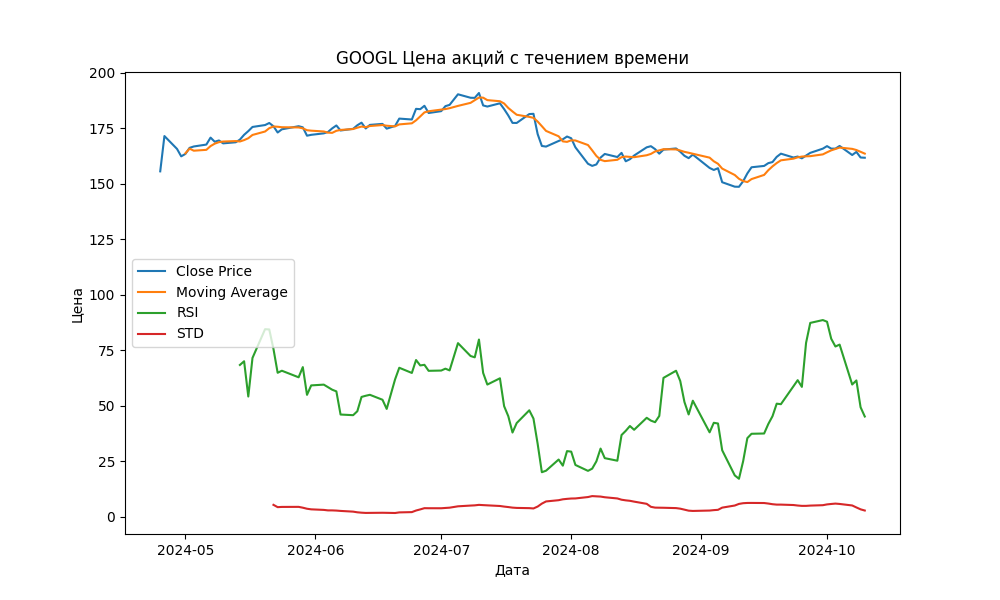 GOOGL Цена акций с течением времени
Цена
200
175
150
125
100
75
50
25
0
Close Price
Moving Average
RSI
STD
2024-05
2024-06
2024-07
2024-08
2024-09
2024-10
Дата